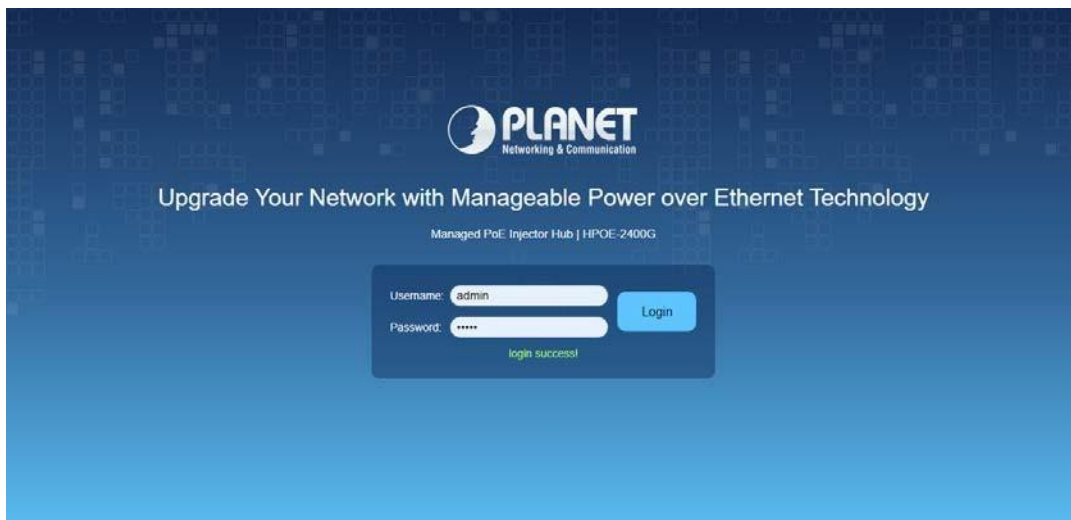 PLANET
Networking & Communication
Upgrade Your Network with Manageable Power over Ethernet Technology
Managed PoE Injector Hub | HPOE-2400G
Username: admin
Login
Password: •••••
login success!